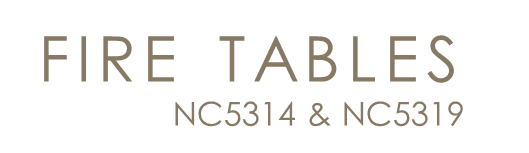 FIRE TABLES
NC5314 & NC5319